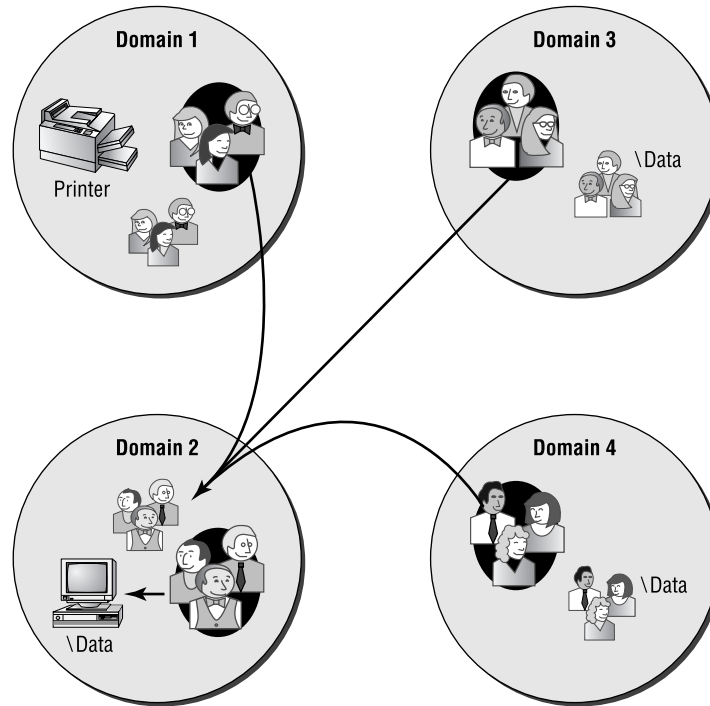 Domain 1
Printer
Domain 3
\Data
Domain 2
\Data
Domain 4
\Data